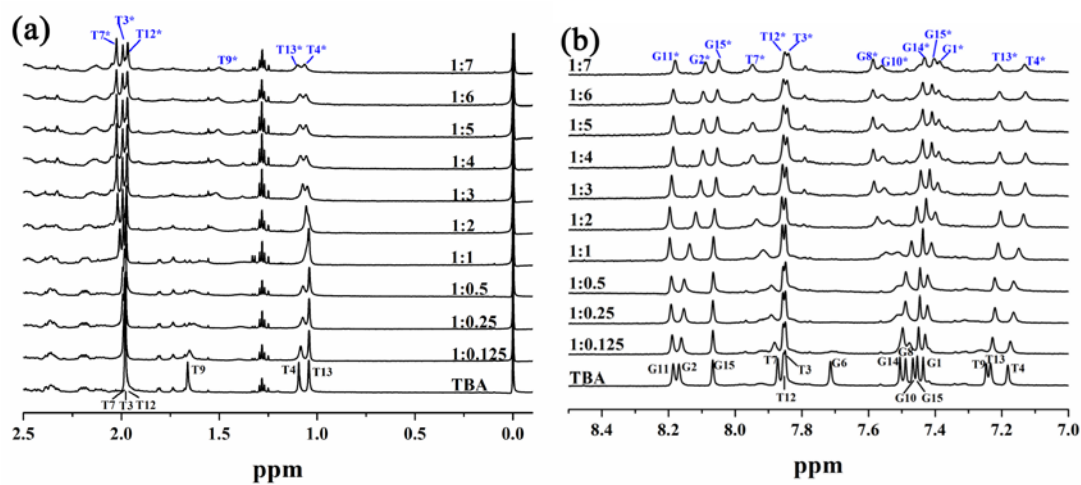 (a)
T3*
T7* T12*
T9*
T13* T4*
1:7
1:6
1:5
1:4
1:3
1:2
1:1
1:0.5
1:0.25
1:0.125
TBA
T9
T4 T13
T7 T3 T12
2.5 2.0 1.5 1.0 0.5 0.0
ppm
(b)
G11* G2* G15* T7* T12* T3* G8* G10* G14* G15* G1* T13* T4*
1:7
1:6
1:5
1:4
1:3
1:2
1:1
1:0.5
1:0.25
1:0.125
TBA
G11 G2 G15 T7 T3 G6 G14 G8 G1 T9 T13 T4
T12 G10 G15
8.4 8.2 8.0 7.8 7.6 7.4 7.2 7.0
ppm